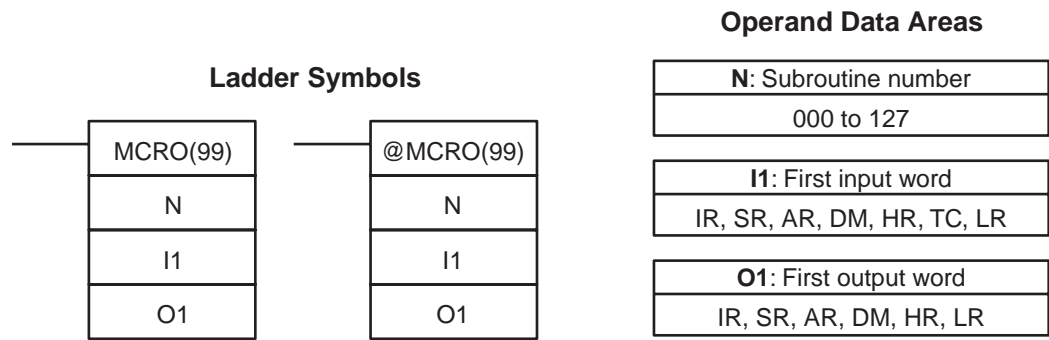 Ladder Symbols
MCRO(99)
N
I1
O1
@MCRO(99)
N
I1
O1
Operand Data Areas
N: Subroutine number
000 to 127
I1: First input word
IR, SR, AR, DM, HR, TC, LR
O1: First output word
IR, SR, AR, DM, HR, LR